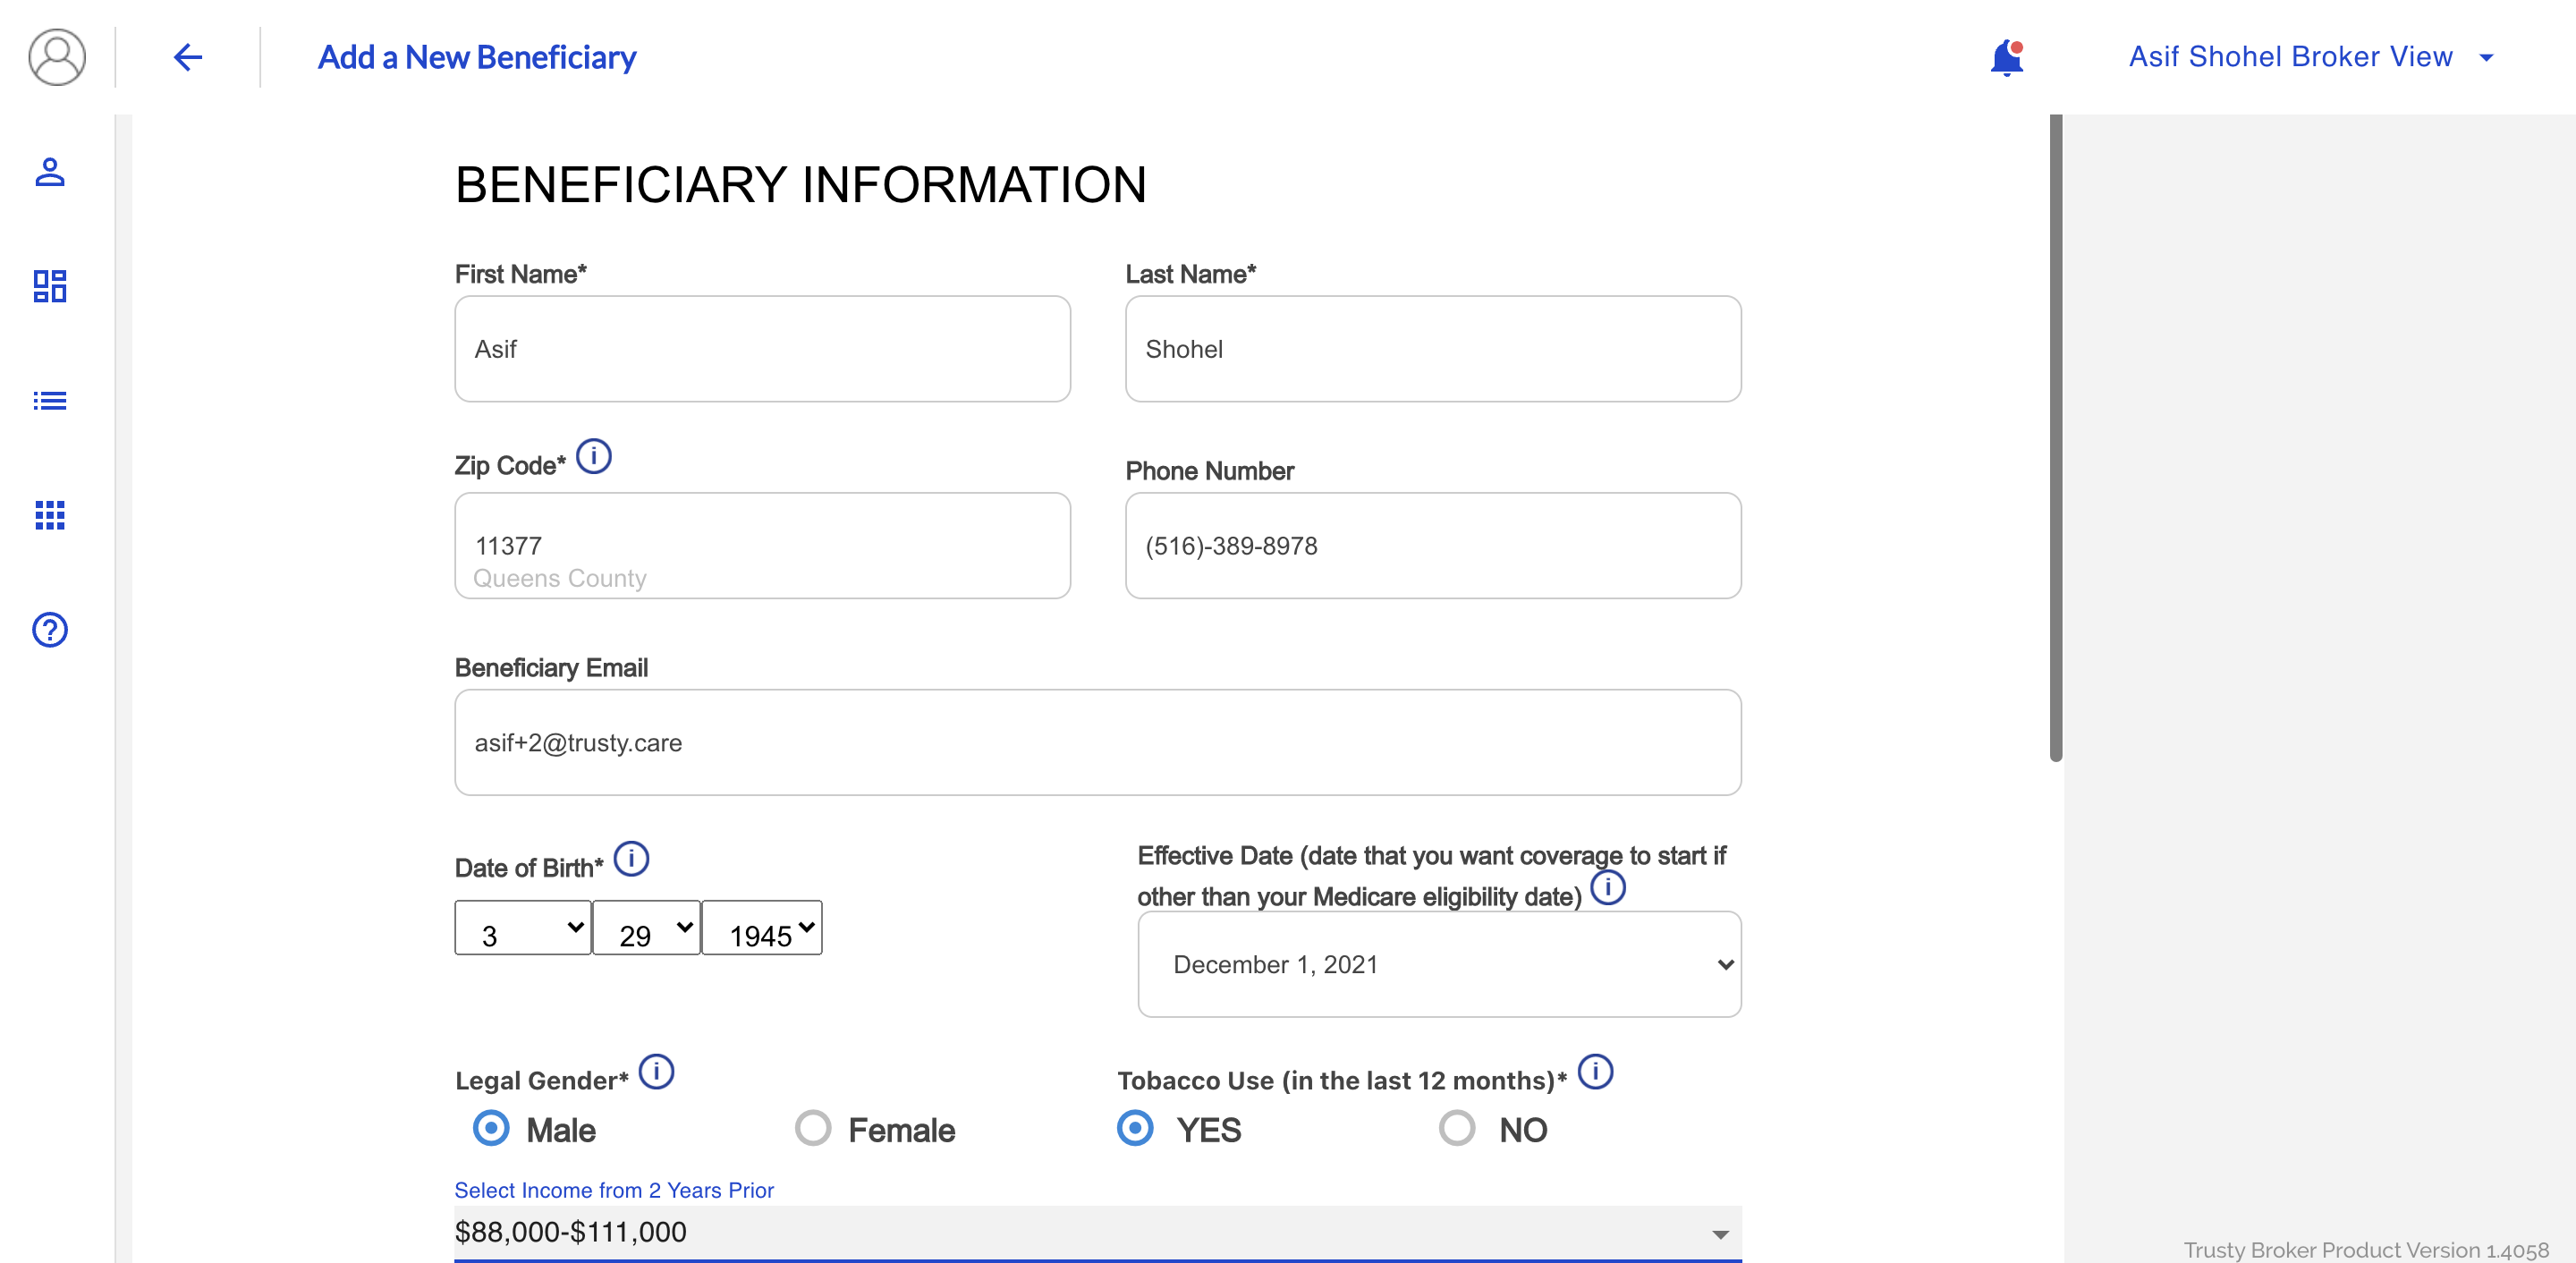 Add a New Beneficiary
Asif Shohel Broker View
BENEFICIARY INFORMATION
First Name*
Last Name*
Asif
Shohel
Zip Code*
Phone Number
11377
Queens County
(516)-389-8978
Beneficiary Email
asif+2@trusty.care
Date of Birth*
Effective Date (date that you want coverage to start if
other than your Medicare eligibility date)
3
29
1945
December 1, 2021
Legal Gender*
Tobacco Use (in the last 12 months)*
Male
Female
YES
NO
Select Income from 2 Years Prior
$88,000-$111,000
Trusty Broker Product Version 1.4058